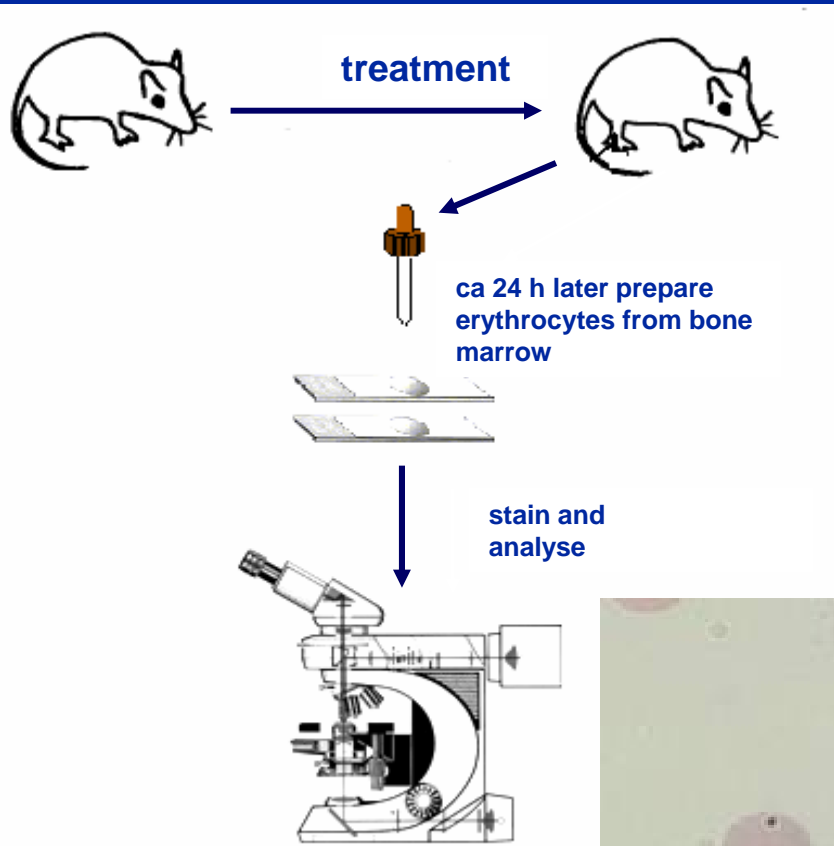 treatment
ca 24 h later prepare
erythrocytes from bone
marrow
stain and
analyse